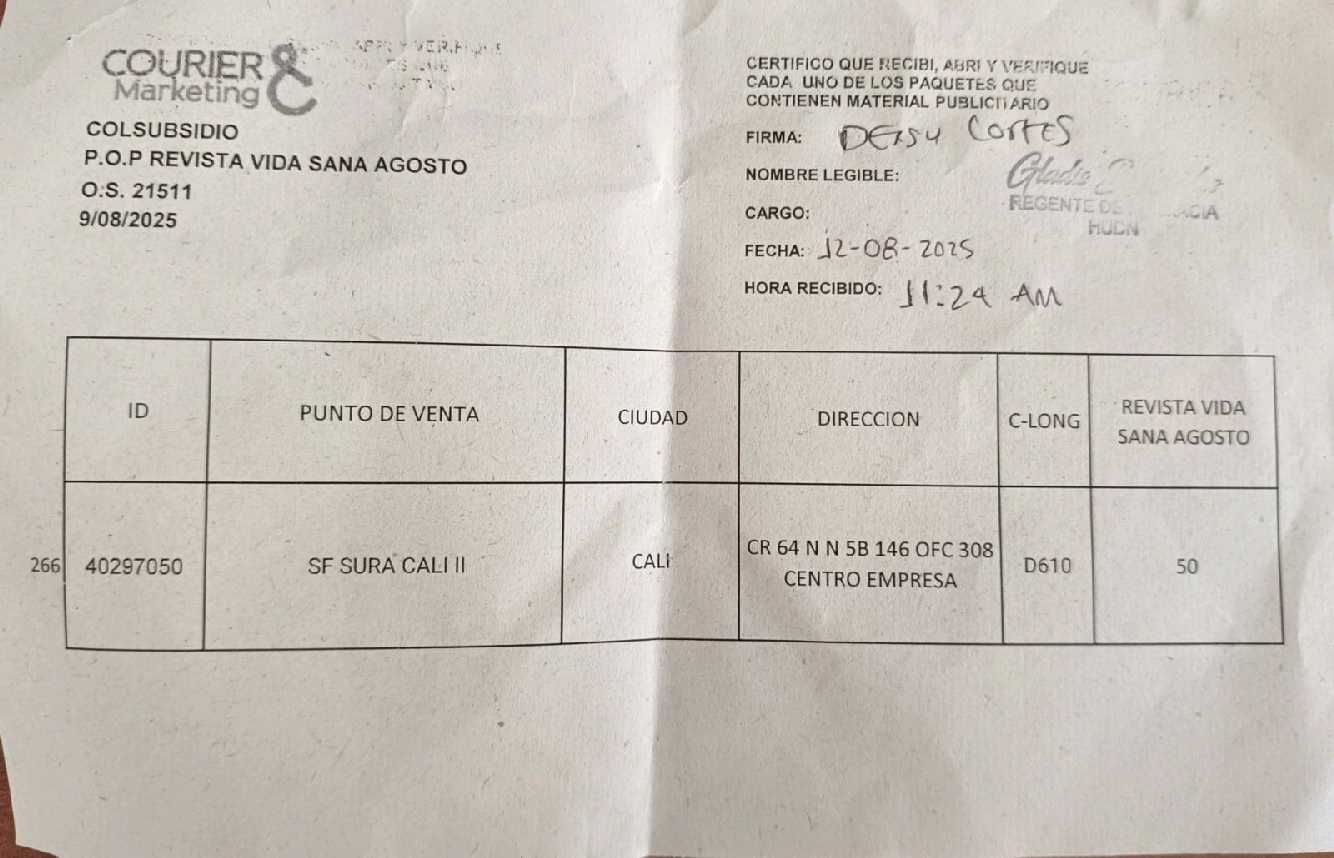 COURIER &
Marketing
COLSUBSIDIO
P.O.P REVISTA VIDA SANA AGOSTO
O.S. 21511
9/08/2025
CERTIFICO QUE RECIBI, ABRI Y VERIFIQUE
CADA UNO DE LOS PAQUETES QUE
CONTIENEN MATERIAL PUBLICITARIO
FIRMA: DEISY CORTES
NOMBRE LEGIBLE:
CARGO:
REGENTE DE
HUDN
FECHA: 12-08-2025
HORA RECIBIDO: 11:24 AM
ID PUNTO DE VENTA CIUDAD DIRECCION C-LONG REVISTA VIDA
SANA AGOSTO
266 40297050 SF SURA CALI II CALI CR 64 N N 5B 146 OFC 308 D610 50
CENTRO EMPRESA